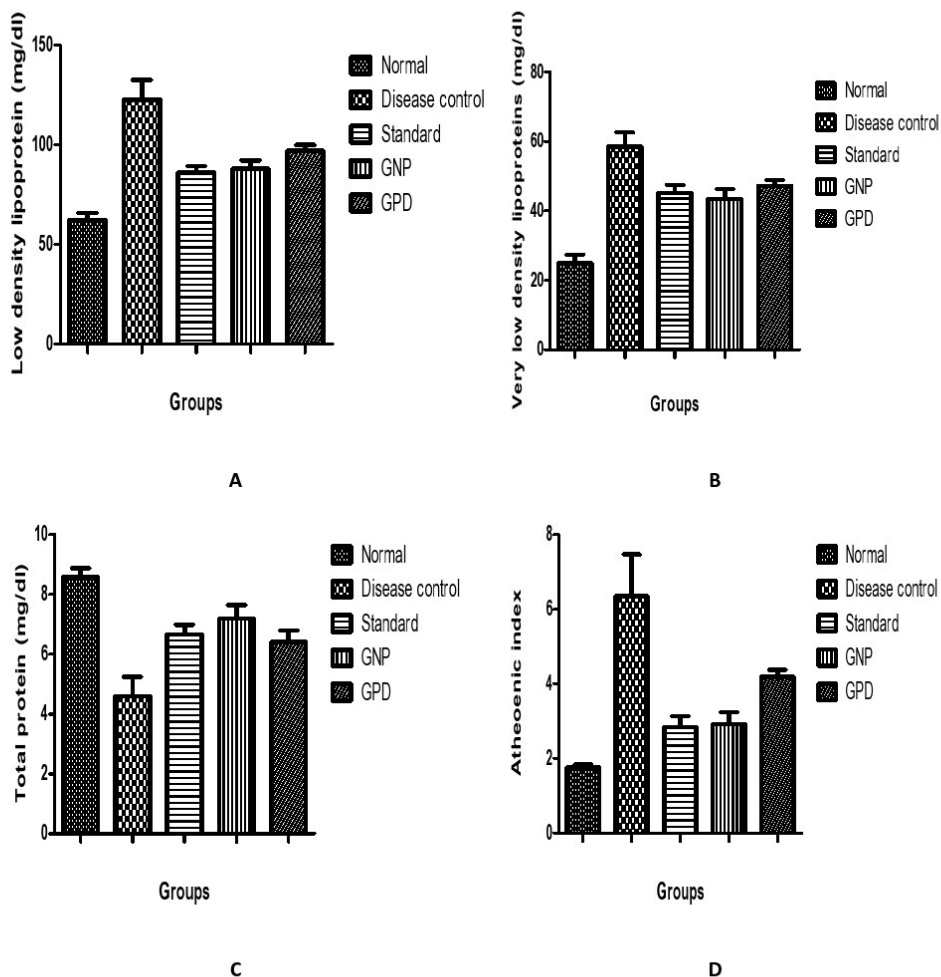 Low density lipoprotein (mg/dl)
150
100
50
0
Groups
Normal
Disease control
Standard
GNP
GPD
A
Very low density lipoproteins (mg/dl)
80
60
40
20
0
Groups
Normal
Disease control
Standard
GNP
GPD
B
Total protein (mg/dl)
10
8
6
4
2
0
Groups
Normal
Disease control
Standard
GNP
GPD
C
Atheoenic index
8
6
4
2
0
Groups
Normal
Disease control
Standard
GNP
GPD
D